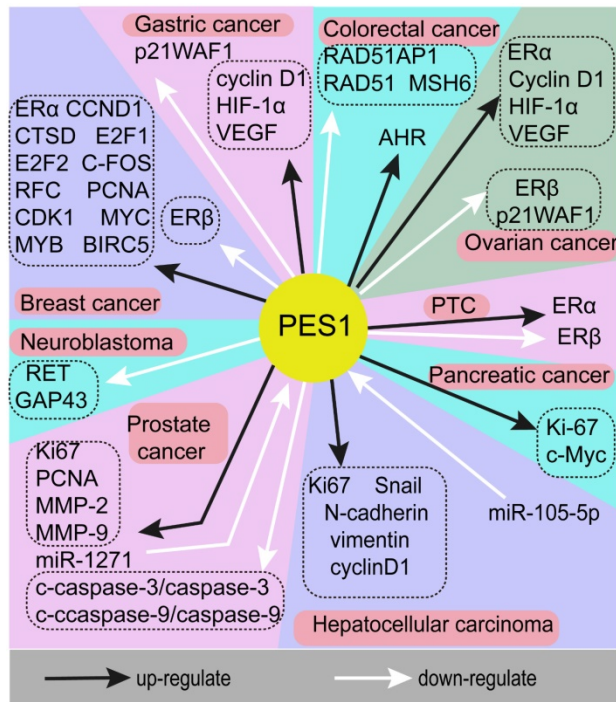 Gastric cancer
p21WAF1
cyclin D1
HIF-1α
VEGF
Colorectal cancer
RAD51AP1
RAD51 MSH6
AHR
ERα
Cyclin D1
HIF-1α
VEGF
ERβ
p21WAF1
Ovarian cancer
ERα CCND1
CTSD E2F1
E2F2 C-FOS
RFC PCNA
CDK1 MYC
MYB BIRC5
ERβ
Breast cancer
PES1
PTC
ERα
ERβ
Neuroblastoma
RET
GAP43
Pancreatic cancer
Ki-67
c-Myc
Prostate
cancer
Ki67
PCNA
MMP-2
MMP-9
miR-1271
c-caspase-3/caspase-3
c-ccaspase-9/caspase-9
Ki67 Snail
N-cadherin
vimentin
cyclinD1
miR-105-5p
Hepatocellular carcinoma
up-regulate
down-regulate